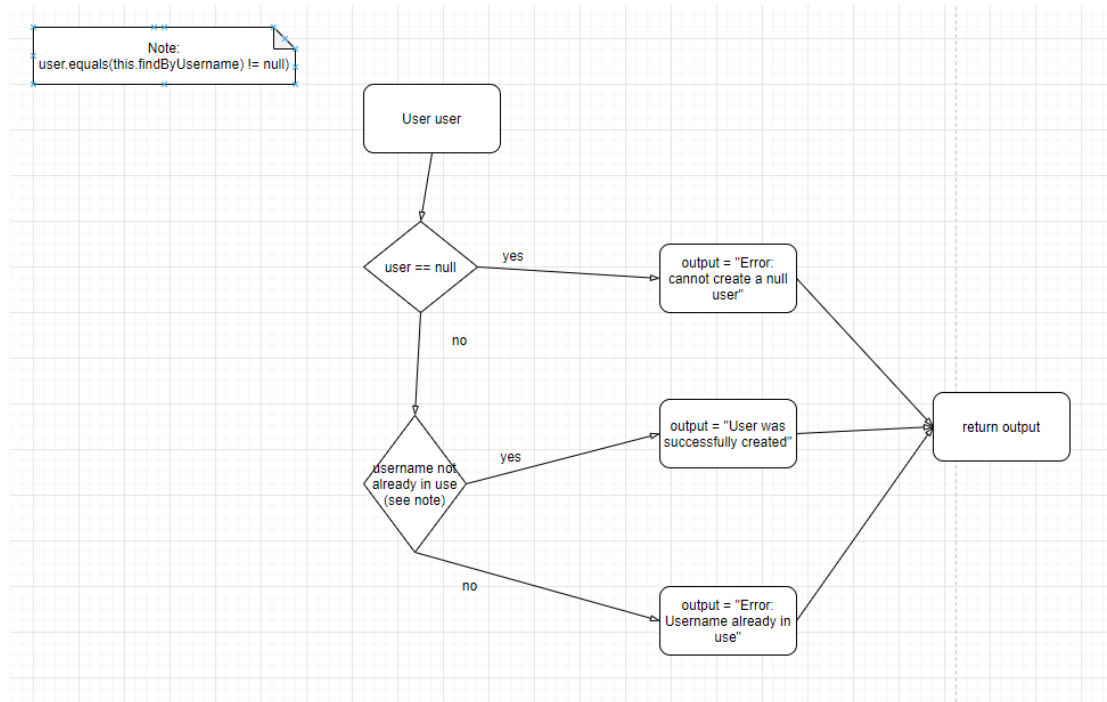 Note:
user.equals(this.findByUsername) != null)
User user
user == null
yes
output = "Error:
cannot create a null
user"
no
username not
already in use
(see note)
yes
output = "User was
successfully created"
return output
no
output = "Error:
Username already in
use"